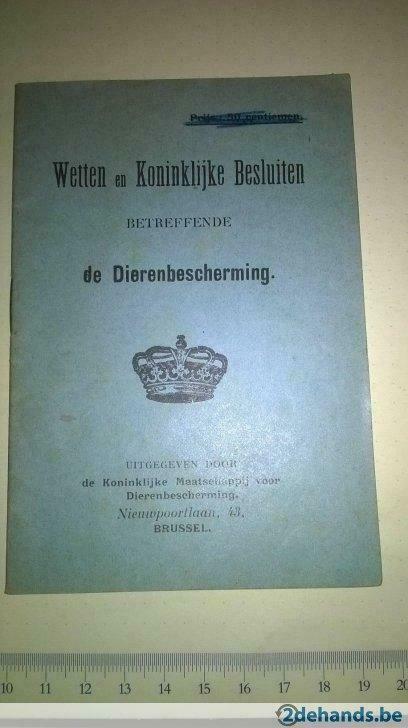 Prijs : 50 centiemen.
Wetten en Koninklijke Besluiten
BETREFFENDE
de Dierenbescherming.
UITGEGEVEN DOOR
de Koninklijke Maatschappij voor
Dierenbescherming.
Nieuwpoortlaan, 43,
BRUSSEL.
10 11 12 13 14 15 16 17 18 19 20
2dehands.be